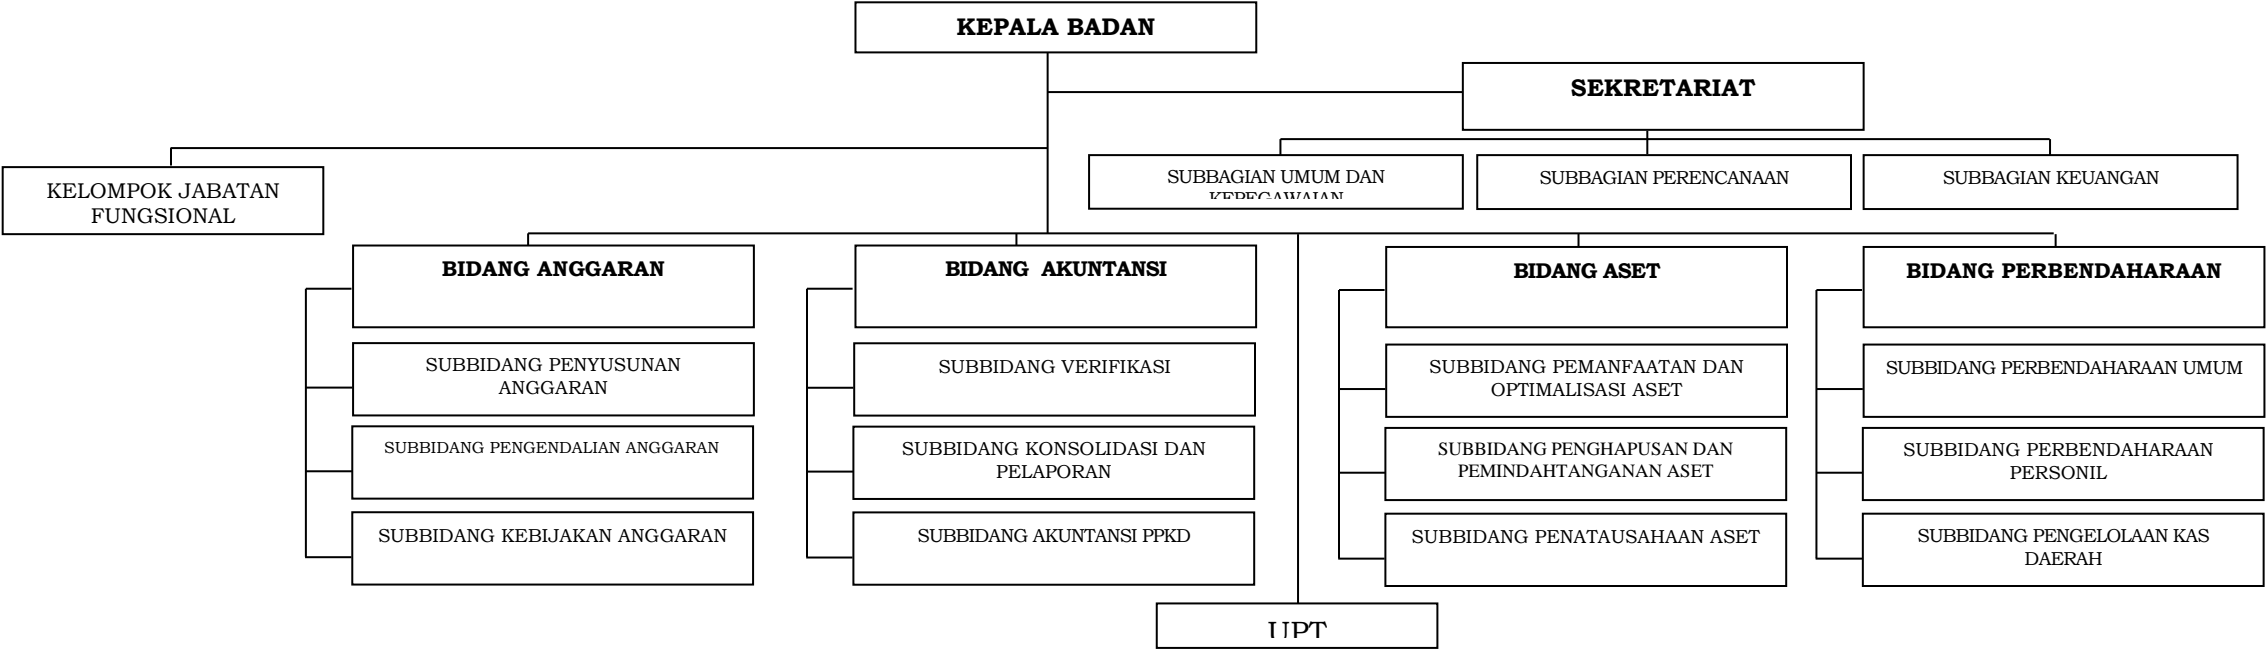 KEPALA BADAN
SEKRETARIAT
KELOMPOK JABATAN
FUNGSIONAL
SUBBAGIAN UMUM DAN
KEPEGAWAIAN
SUBBAGIAN PERENCANAAN
SUBBAGIAN KEUANGAN
BIDANG ANGGARAN
SUBBIDANG PENYUSUNAN
ANGGARAN
SUBBIDANG PENGENDALIAN ANGGARAN
SUBBIDANG KEBIJAKAN ANGGARAN
BIDANG AKUNTANSI
SUBBIDANG VERIFIKASI
SUBBIDANG KONSOLIDASI DAN
PELAPORAN
SUBBIDANG AKUNTANSI PPKD
BIDANG ASET
SUBBIDANG PEMANFAATAN DAN
OPTIMALISASI ASET
SUBBIDANG PENGHAPUSAN DAN
PEMINDAHTANGANAN ASET
SUBBIDANG PENATAUSAHAAN ASET
BIDANG PERBENDAHARAAN
SUBBIDANG PERBENDAHARAAN UMUM
SUBBIDANG PERBENDAHARAAN
PERSONIL
SUBBIDANG PENGELOLAAN KAS
DAERAH
UPT